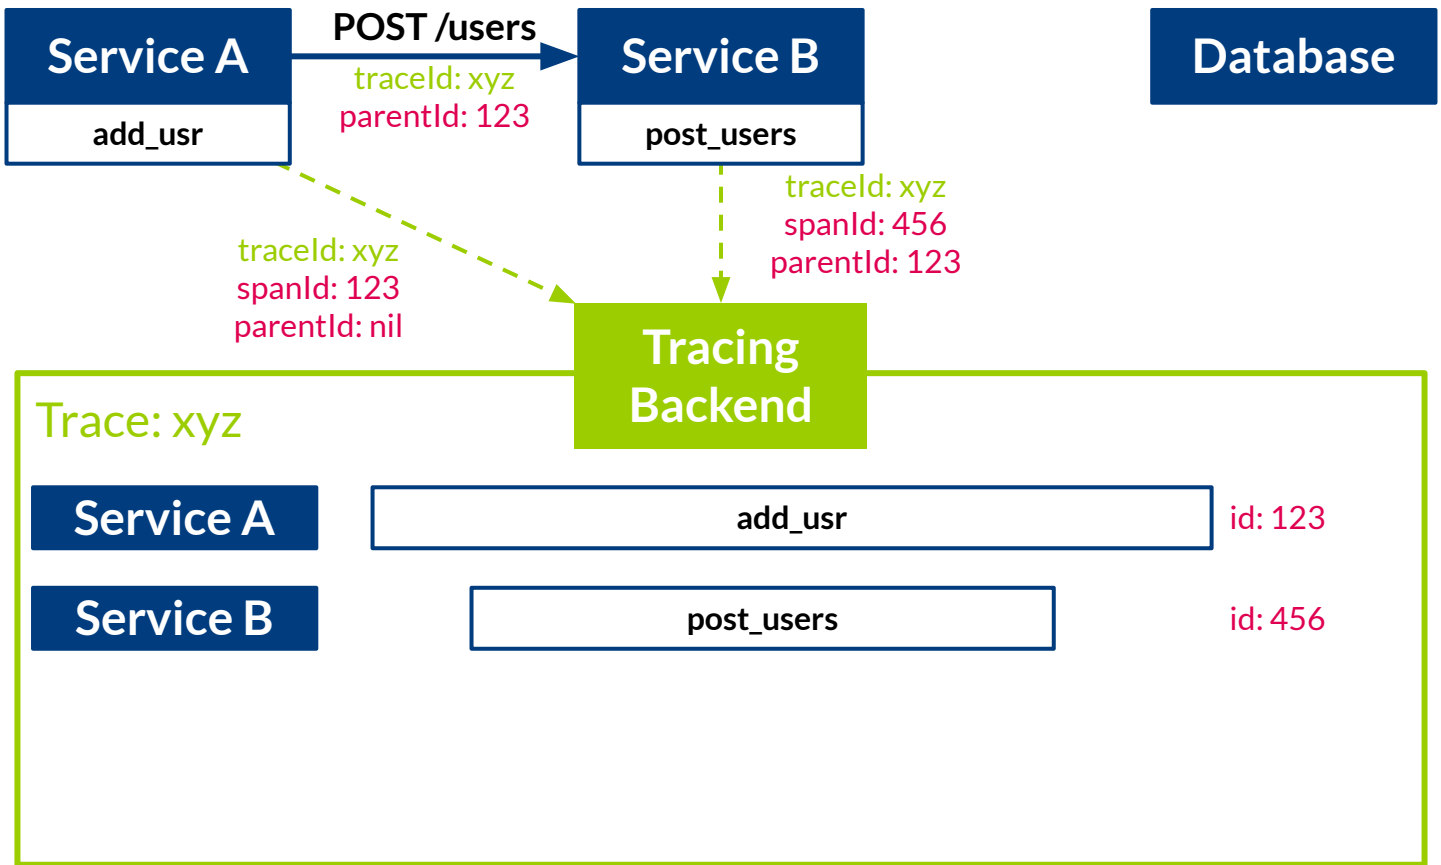 Service A
POST /users
Service B
Database
traceId: xyz
parentId: 123
add_usr
post_users
traceId: xyz
spanId: 456
parentId: 123
traceId: xyz
spanId: 123
parentId: nil
Tracing
Backend
Trace: xyz
Service A
add_usr
id: 123
Service B
post_users
id: 456